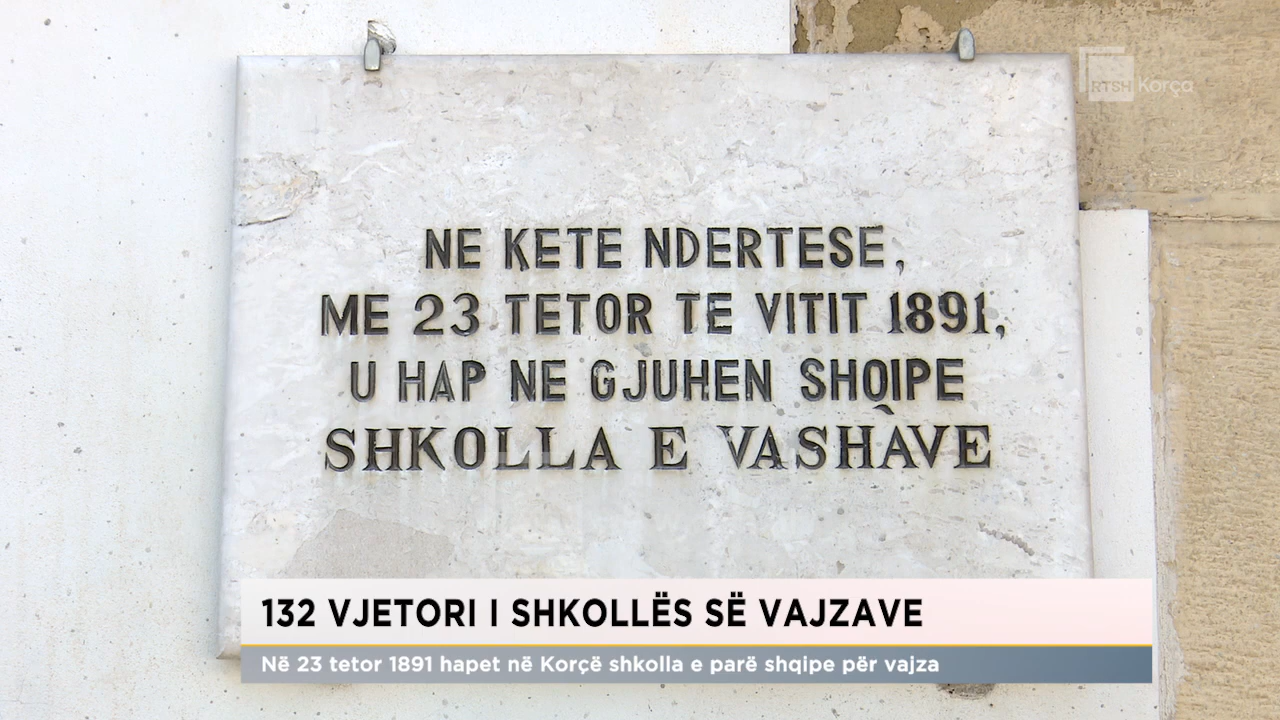 RTSH Korça
NE KETE NDERTESE,
ME 23 TETOR TE VITIT 1891,
U HAP NE GJUHEN SHQIPE
SHKOLLA E VASHAVE
132 VJETORI I SHKOLLËS SË VAJZAVE
Në 23 tetor 1891 hapet në Korçë shkolla e parë shqipe për vajza